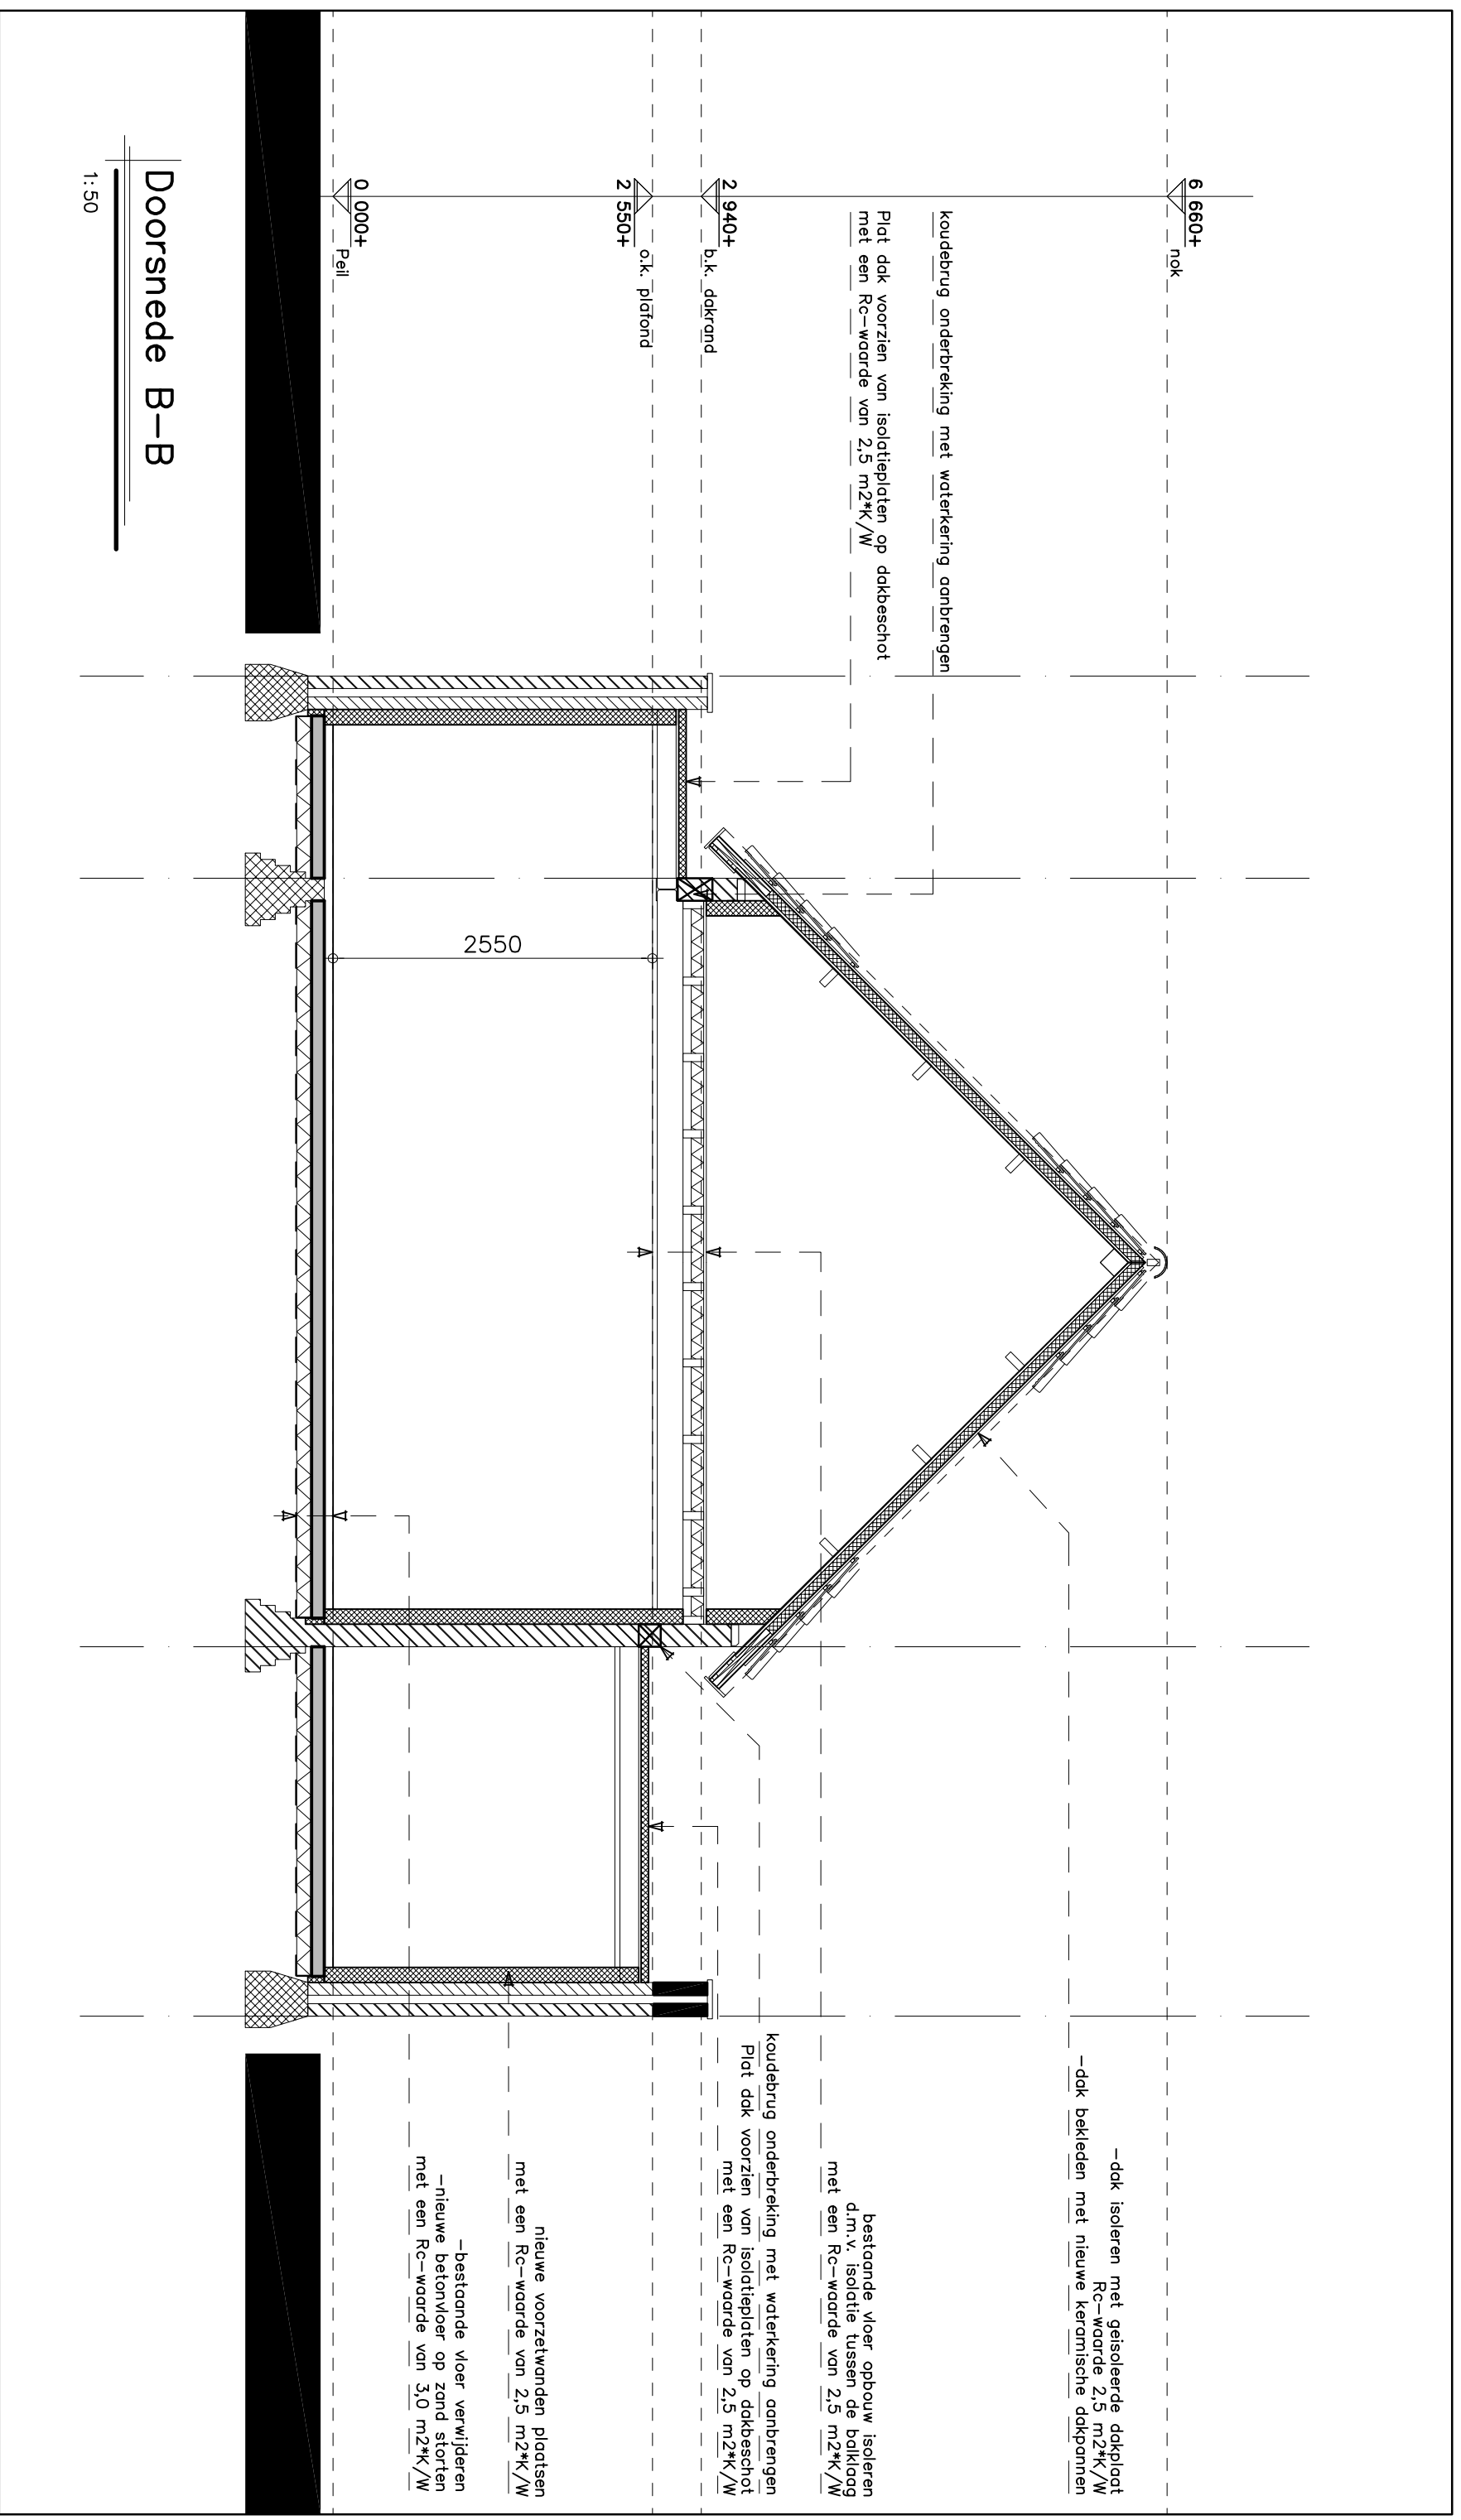 6 660+
nok
koudebrug onderbreking met waterkering aanbrengen
Plat dak voorzien van isolatieplaten op dakbeschot
met een Rc-waarde van 2,5 m2*K/W
2 940+
b.k. dakrand
2 550+
o.k. plafond
0 000+
Peil
2550
-dak isoleren met geisoleerde dakplaat
Rc-waarde 2,5 m2*K/W
-dak bekleden met nieuwe keramische dakpannen
bestaande vloer opbouw isoleren
d.m.v. isolatie tussen de balklaag
met een Rc-waarde van 2,5 m2*K/W
koudebrug onderbreking met waterkering aanbrengen
Plat dak voorzien van isolatieplaten op dakbeschot
met een Rc-waarde van 2,5 m2*K/W
nieuwe voorzetwanden plaatsen
met een Rc-waarde van 2,5 m2*K/W
-bestaande vloer verwijderen
-nieuwe betonvloer op zand storten
met een Rc-waarde van 3,0 m2*K/W
Doorsnede B-B
1:50